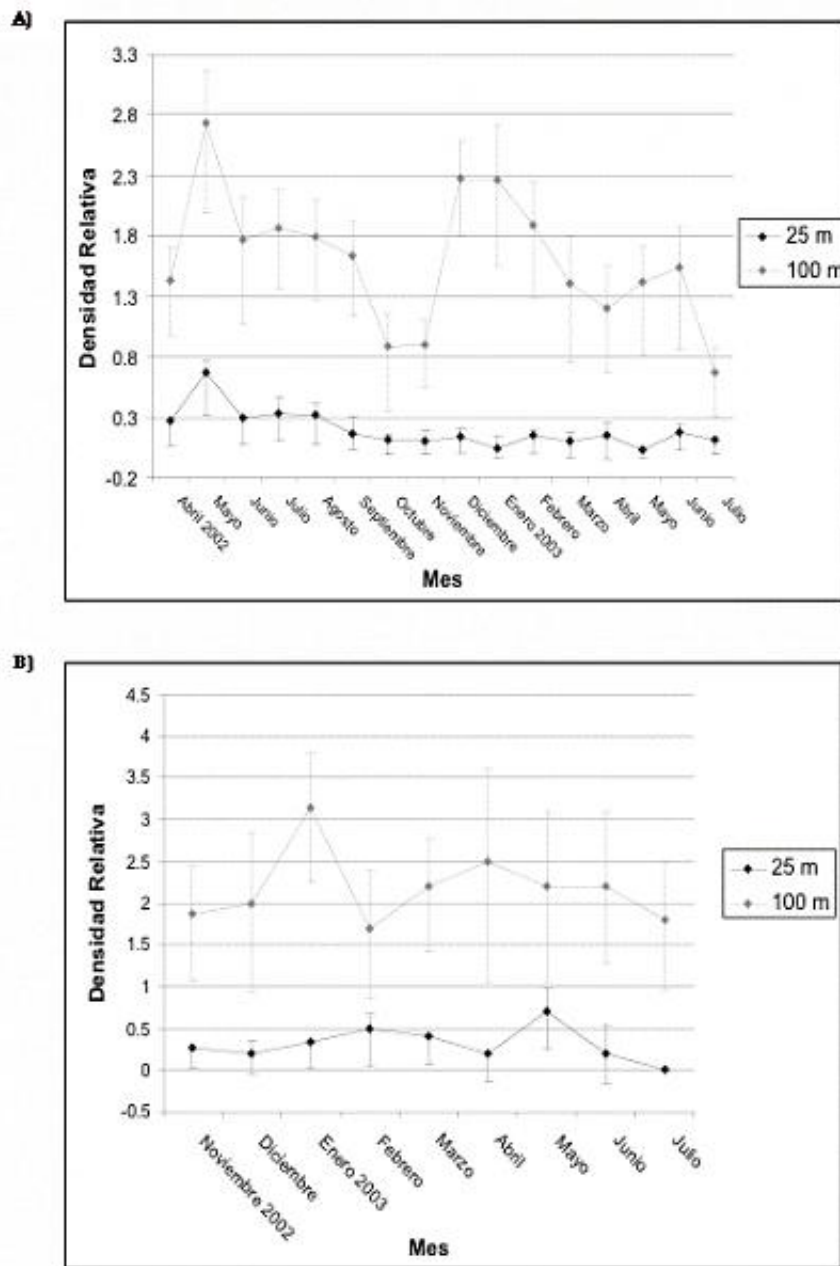 A)
Densidad Relativa
3.3
2.8
2.3
1.8
1.3
0.8
0.3
-0.2
Abril 2002
Mayo
Junio
Julio
Agosto
Septiembre
Octubre
Noviembre
Diciembre
Enero 2003
Febrero
Marzo
Abril
Mayo
Junio
Julio
Mes
25 m
100 m
B)
Densidad Relativa
4.5
4
3.5
3
2.5
2
1.5
1
0.5
0
-0.5
Noviembre 2002
Diciembre
Enero 2003
Febrero
Marzo
Abril
Mayo
Junio
Julio
Mes
25 m
100 m